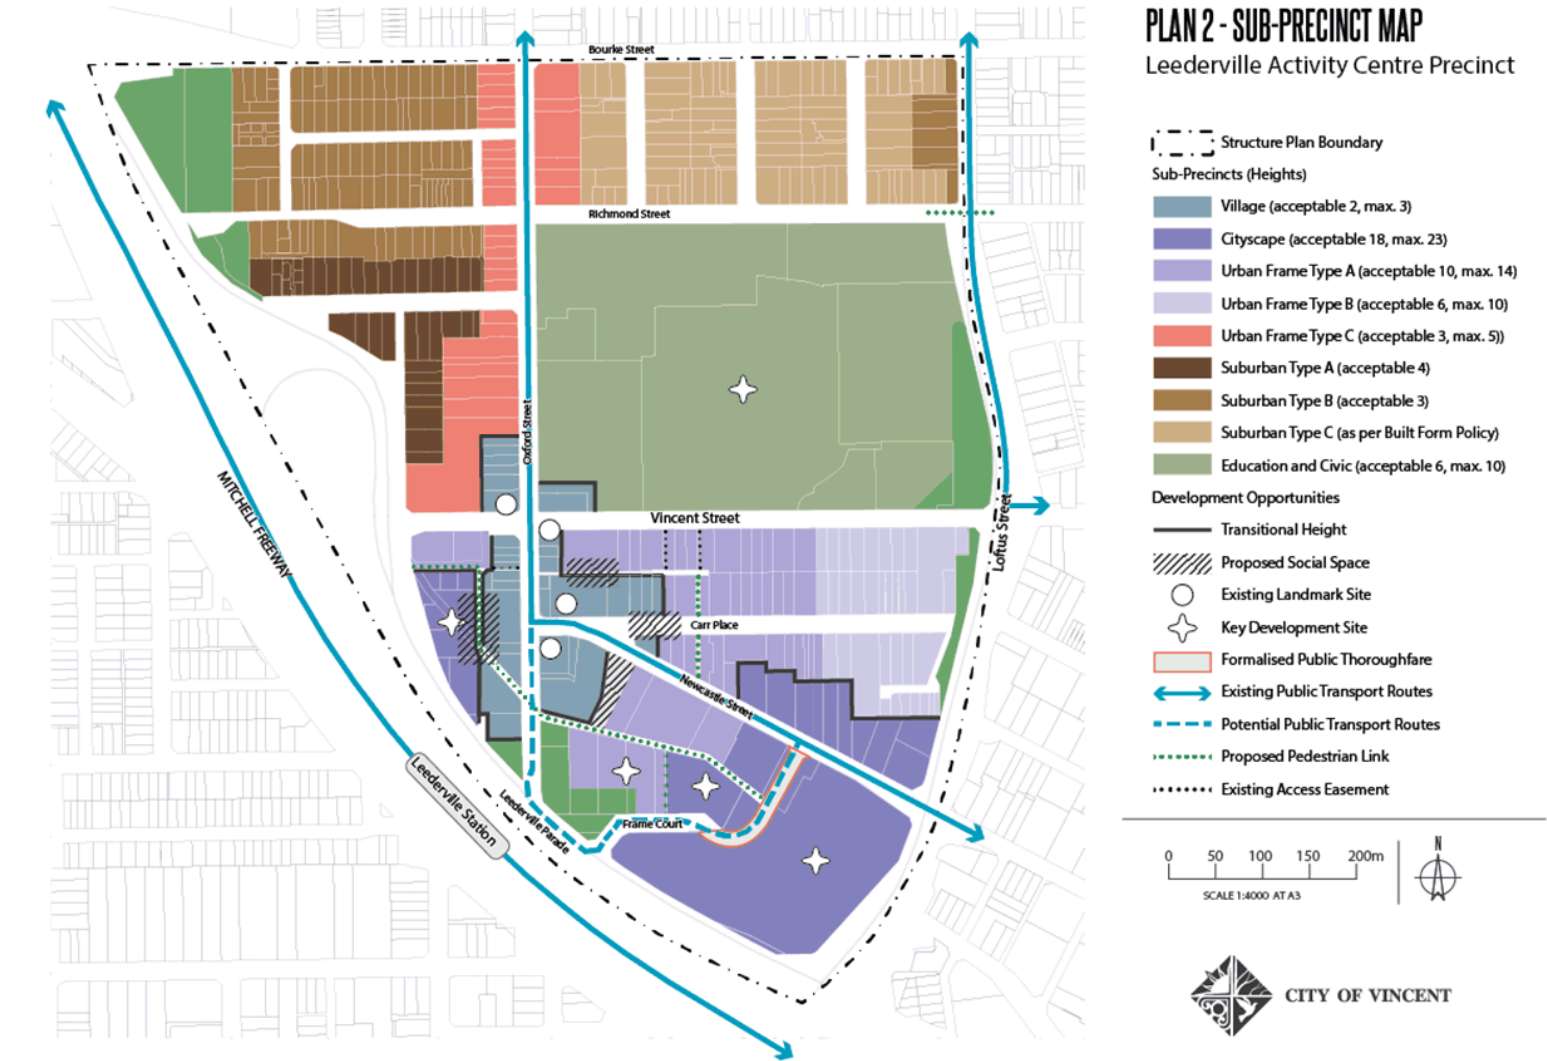 PLAN 2 - SUB-PRECINCT MAP
Leederville Activity Centre Precinct
Structure Plan Boundary
Sub-Precincts (Heights)
Village (acceptable 2, max. 3)
Cityscape (acceptable 18, max. 23)
Urban Frame Type A (acceptable 10, max. 14)
Urban Frame Type B (acceptable 6, max. 10)
Urban Frame Type C (acceptable 3, max. 5))
Suburban Type A (acceptable 4)
Suburban Type B (acceptable 3)
Suburban Type C (as per Built Form Policy)
Education and Civic (acceptable 6, max. 10)
Development Opportunities
Transitional Height
Proposed Social Space
Existing Landmark Site
Key Development Site
Formalised Public Thoroughfare
Existing Public Transport Routes
Potential Public Transport Routes
Proposed Pedestrian Link
Existing Access Easement
0 50 100 150 200m
SCALE 1:4000 AT A3
N
CITY OF VINCENT
Bourke Street
Richmond Street
Oxford Street
MITCHELL FREEWAY
Vincent Street
Loftus Street
Carr Place
Newcastle Street
Leederville Station
Leederville Parade
Frame Court